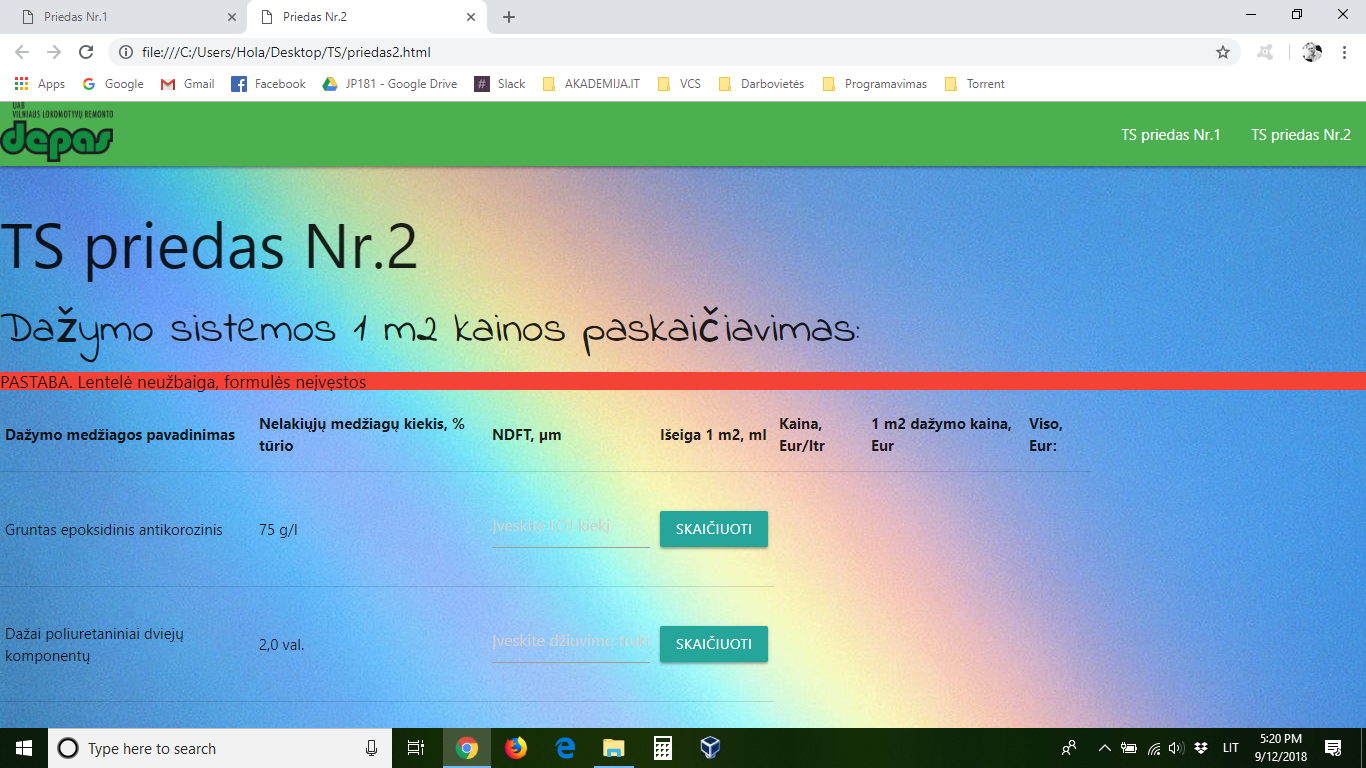 Priedas Nr.1
Priedas Nr.2
file:///C:/Users/Hola/Desktop/TS/priedas2.html
Apps Google Gmail Facebook JP181 - Google Drive Slack AKADEMIJA.IT VCS Darbovietės Programavimas Torrent
UAB
VILNIAUS LOKOMOTYVŲ REMONTO
depas
TS priedas Nr.1 TS priedas Nr.2
TS priedas Nr.2
Dažymo sistemos 1 m2 kainos paskaičiavimas:
PASTABA. Lentelė neužbaiga, formulės neįvęstos
Dažymo medžiagos pavadinimas
Nelakiųjų medžiagų kiekis, %
tūrio
NDFT, µm
Išeiga 1 m2, ml
Kaina,
Eur/ltr
1 m2 dažymo kaina,
Eur
Viso,
Eur:
Gruntas epoksidinis antikorozinis
75 g/l
Įveskite LOJ kiekį
SKAIČIUOTI
Dažai poliuretaniniai dviejų
komponentų
2,0 val.
Įveskite džiuvimo
SKAIČIUOTI
Type here to search
LIT
5:20 PM
9/12/2018